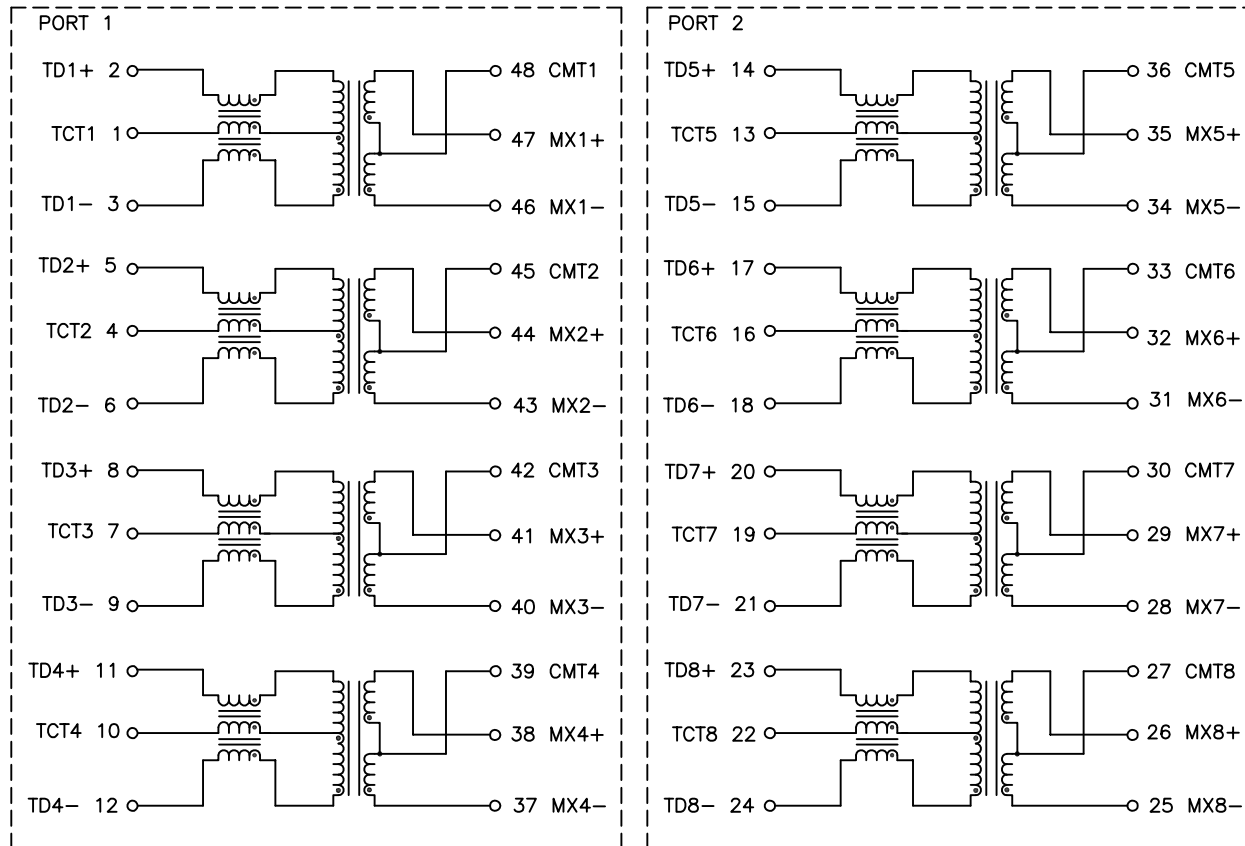 PORT 1
TD1+ 2
48 CMT1
TCT1 1
47 MX1+
TD1− 3
46 MX1−
TD2+ 5
45 CMT2
TCT2 4
44 MX2+
TD2− 6
43 MX2−
TD3+ 8
42 CMT3
TCT3 7
41 MX3+
TD3− 9
40 MX3−
TD4+ 11
39 CMT4
TCT4 10
38 MX4+
TD4− 12
37 MX4−
PORT 2
TD5+ 14
36 CMT5
TCT5 13
35 MX5+
TD5− 15
34 MX5−
TD6+ 17
33 CMT6
TCT6 16
32 MX6+
TD6− 18
31 MX6−
TD7+ 20
30 CMT7
TCT7 19
29 MX7+
TD7− 21
28 MX7−
TD8+ 23
27 CMT8
TCT8 22
26 MX8+
TD8− 24
25 MX8−